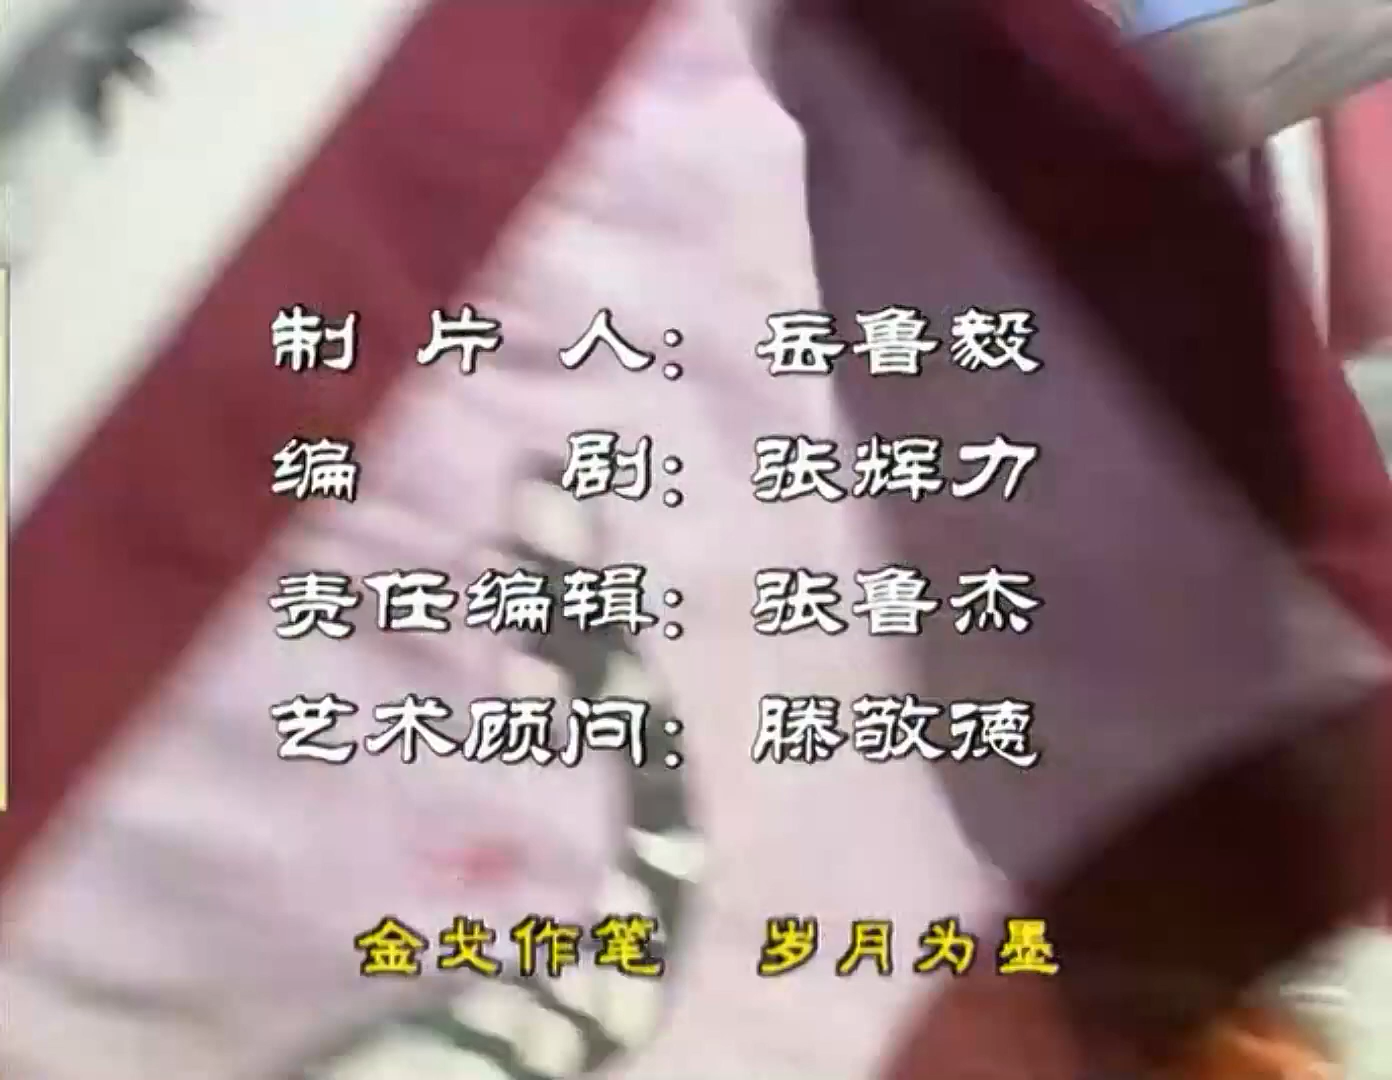 制片人：岳鲁毅
编剧：张辉力
责任编辑：张鲁杰
艺术顾问：滕敬德
金戈作笔 岁月为墨